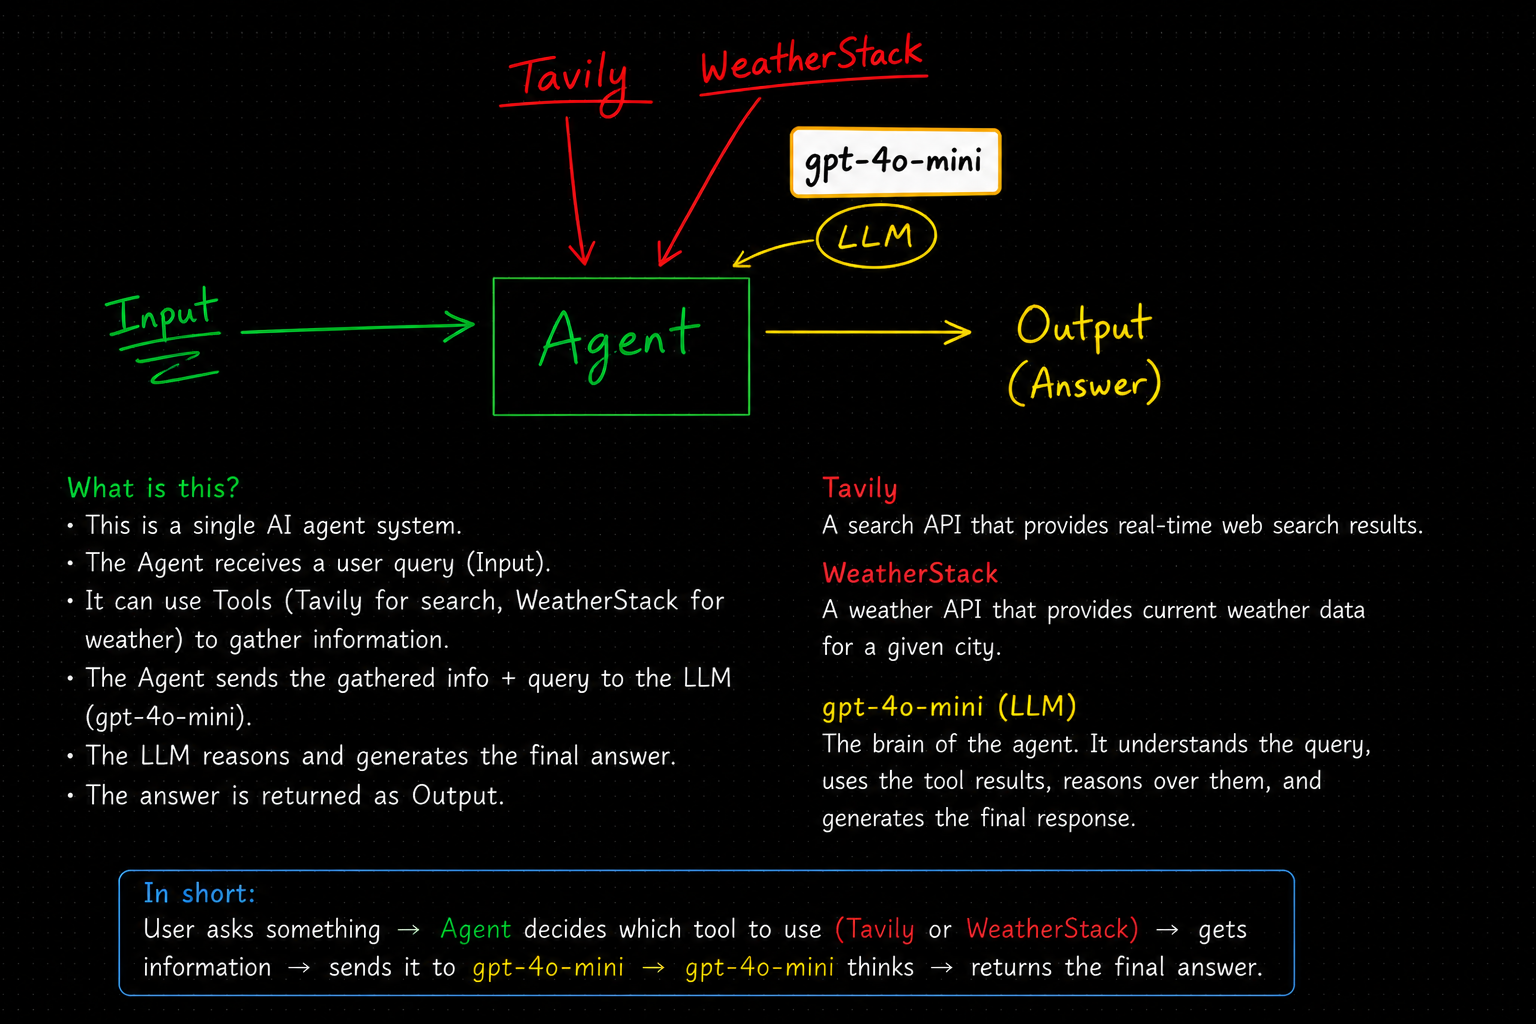 Tavily
WeatherStack
gpt-4o-mini
LLM
Input
Agent
Output
(Answer)
What is this?
• This is a single AI agent system.
• The Agent receives a user query (Input).
• It can use Tools (Tavily for search, WeatherStack for
weather) to gather information.
• The Agent sends the gathered info + query to the LLM
(gpt-4o-mini).
• The LLM reasons and generates the final answer.
• The answer is returned as Output.
Tavily
A search API that provides real-time web search results.
WeatherStack
A weather API that provides current weather data
for a given city.
gpt-4o-mini (LLM)
The brain of the agent. It understands the query,
uses the tool results, reasons over them, and
generates the final response.
In short:
User asks something → Agent decides which tool to use (Tavily or WeatherStack) → gets
information → sends it to gpt-4o-mini → gpt-4o-mini thinks → returns the final answer.